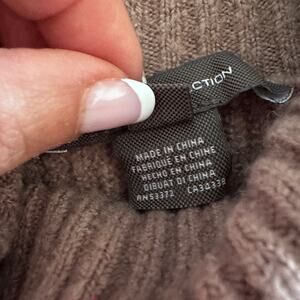 CTION
MADE IN CHINA
FABRIQUÉ EN CHINE
HECHO EN CHINA
DIBUAT DI CHINA
RN53372 CA34339